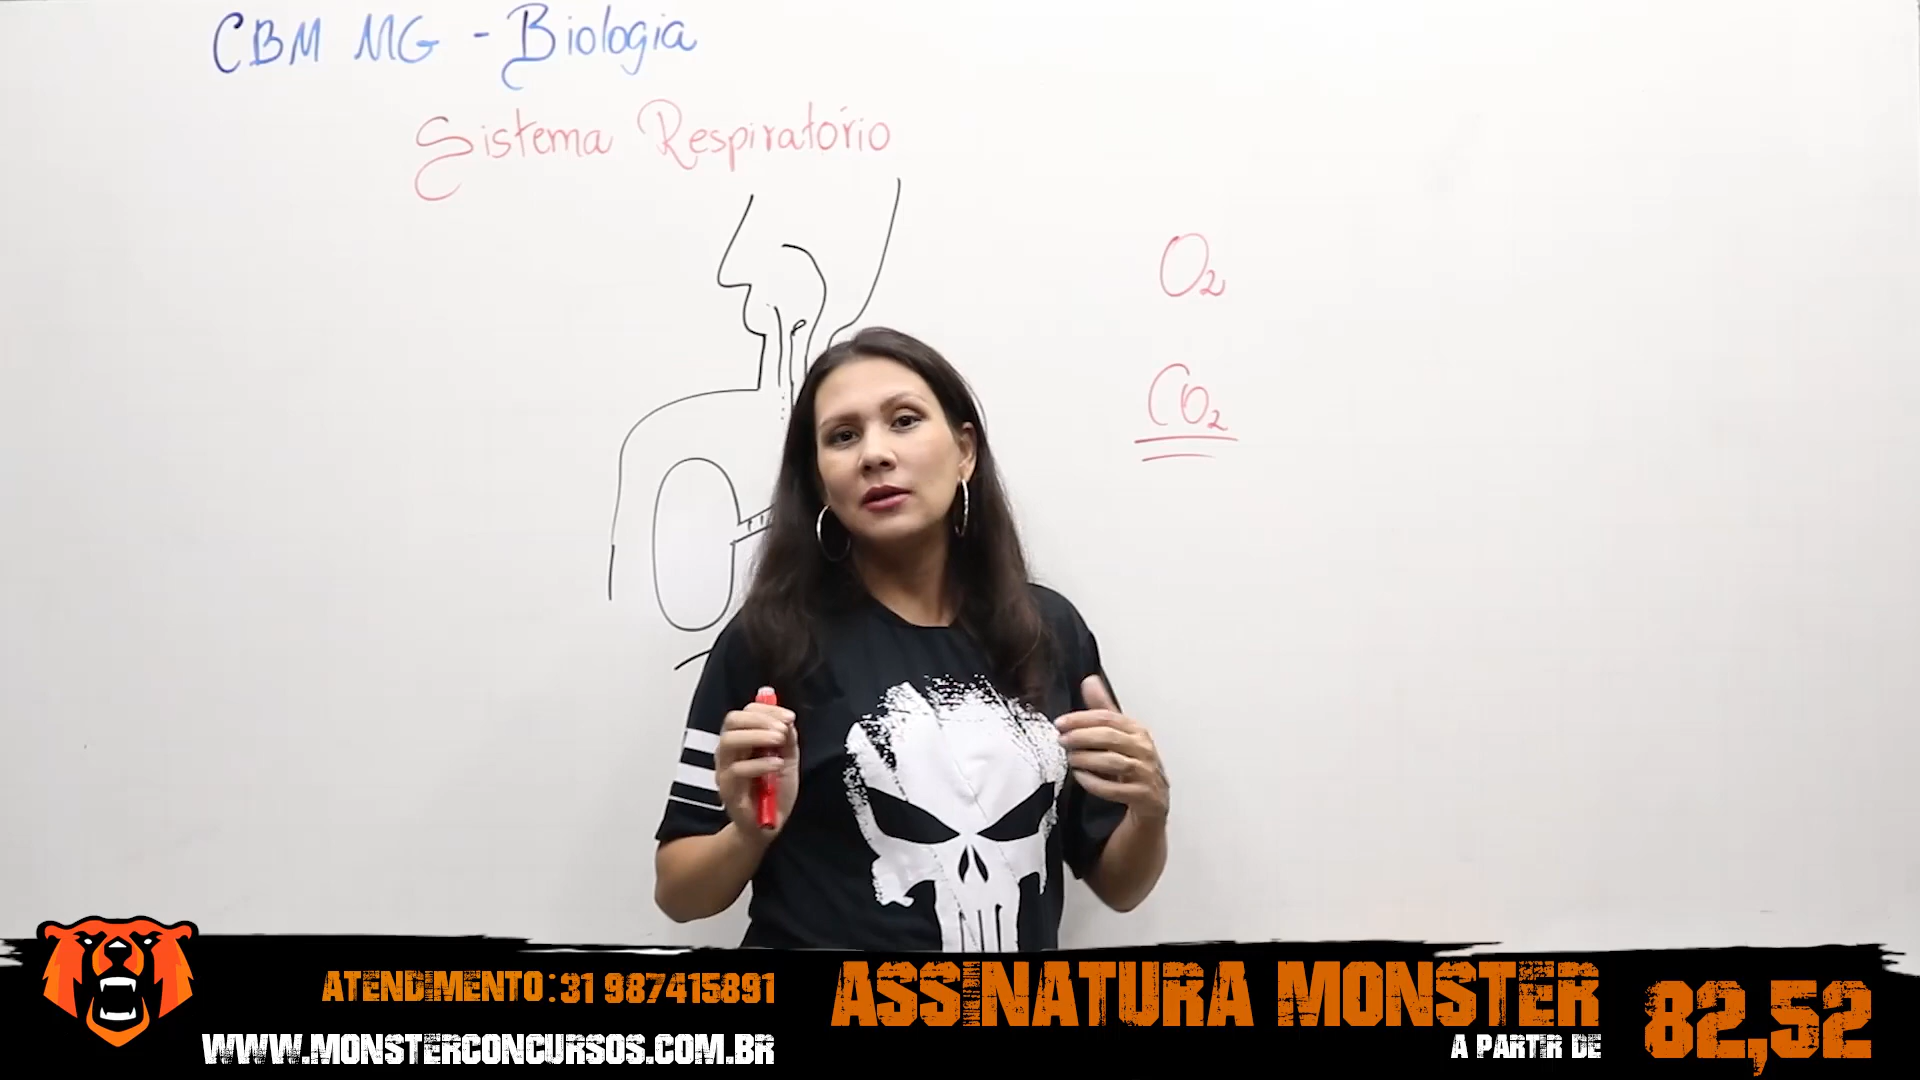 CBM MG - Biologia
Sistema Respiratório
O₂
CO₂
ATENDIMENTO: 31 987415891
WWW.MONSTERCONCURSOS.COM.BR
ASSINATURA MONSTER
A PARTIR DE
82,52